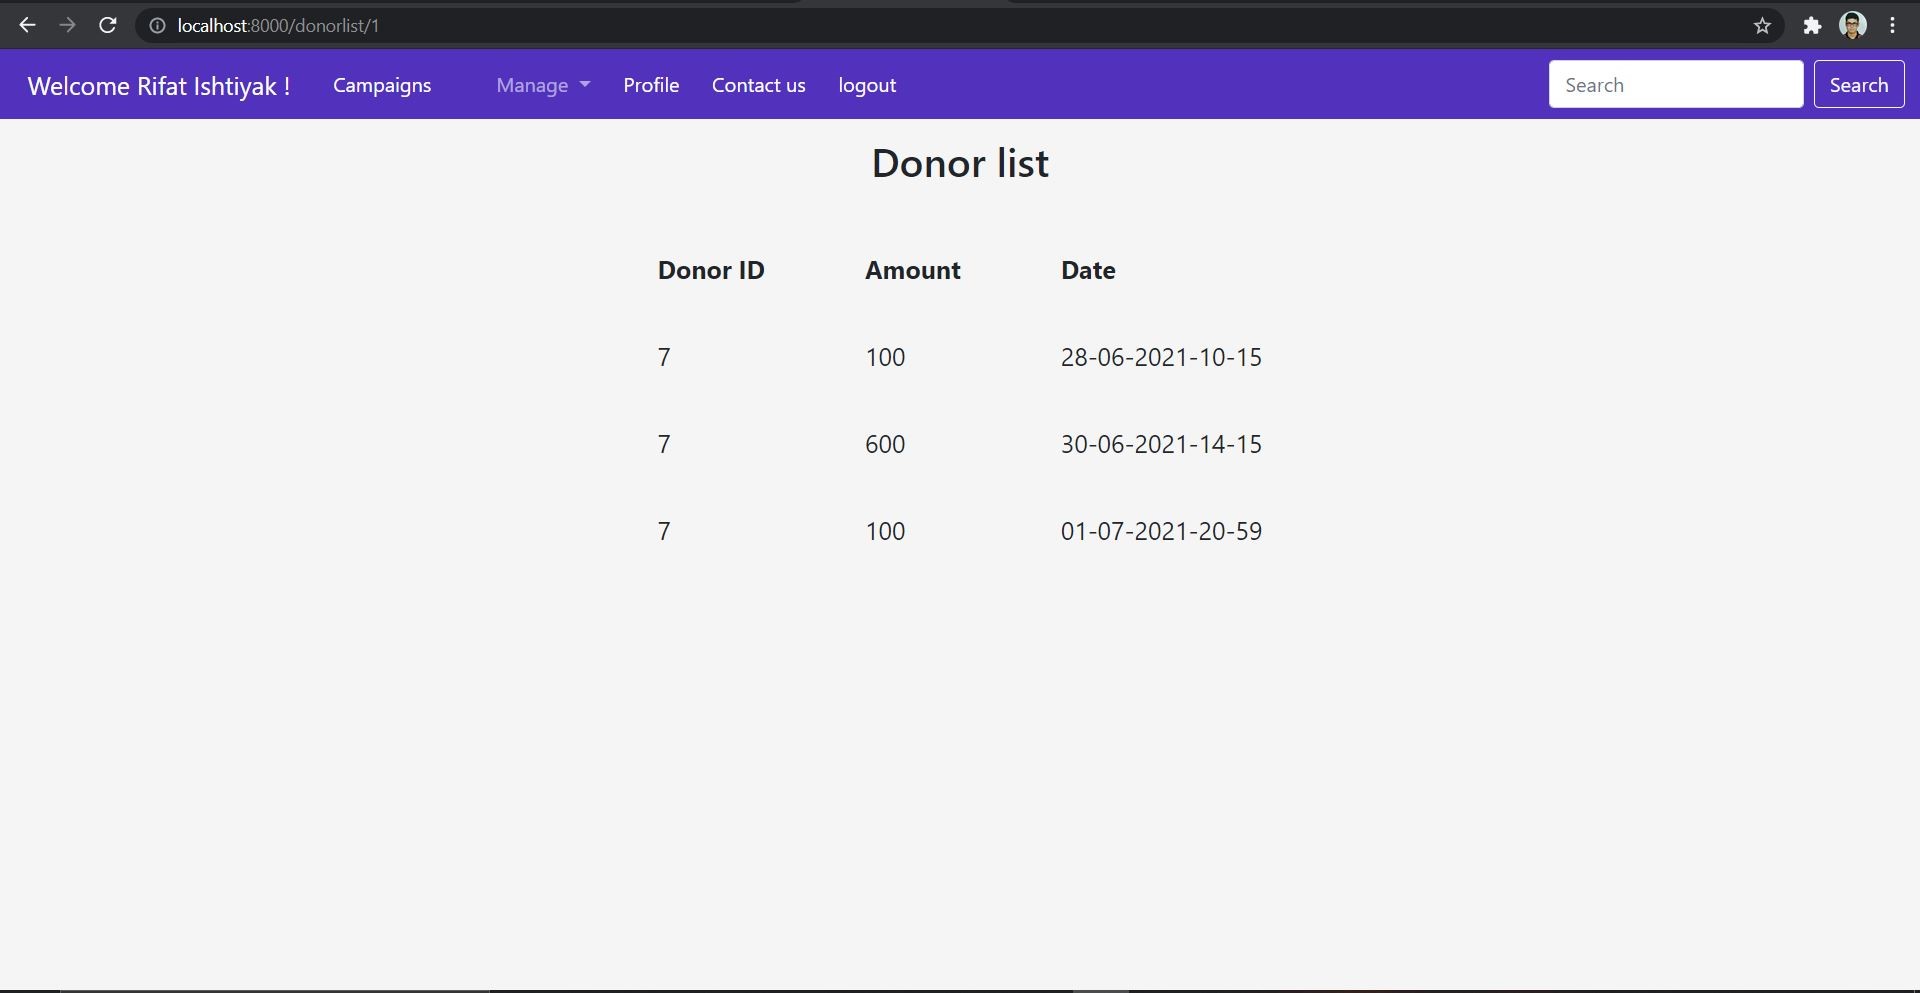 localhost:8000/donorlist/1
Welcome Rifat Ishtiyak ! Campaigns Manage Profile Contact us logout Search Search
Donor list
Donor ID Amount Date
7 100 28-06-2021-10-15
7 600 30-06-2021-14-15
7 100 01-07-2021-20-59